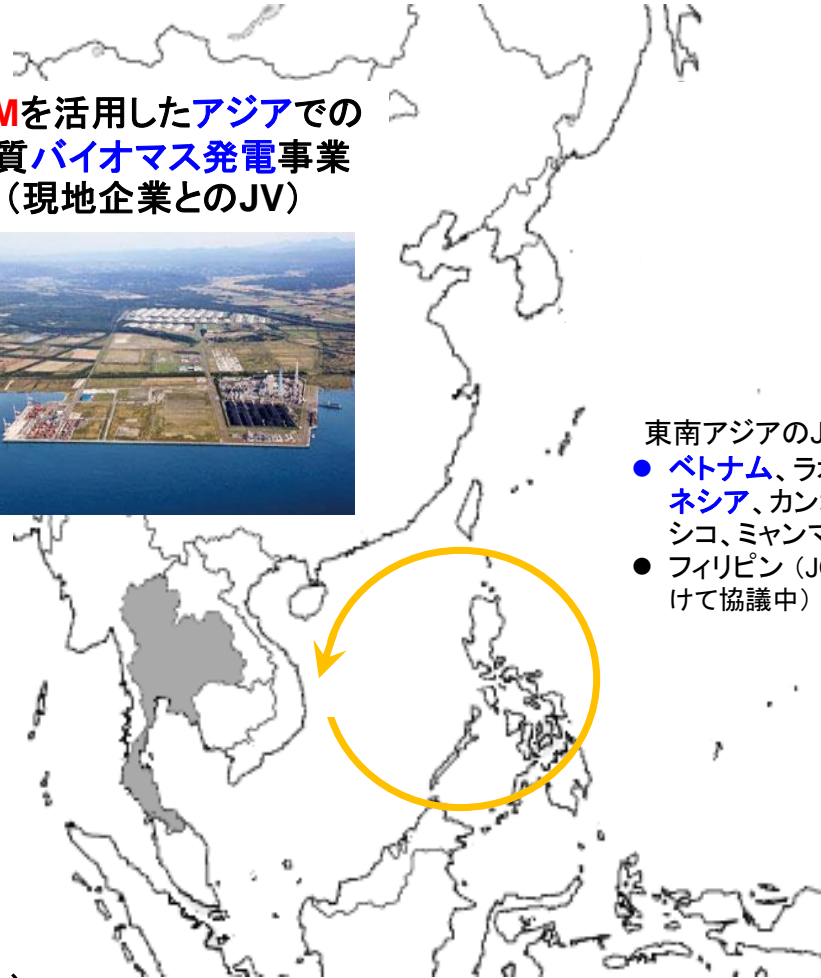 Mを活用したアジアでの
質バイオマス発電事業
（現地企業とのJV）
東南アジアのJ
● ベトナム、ラオ
ネシア、カンボ
シコ、ミャンマ
● フィリピン（JC
けて協議中）